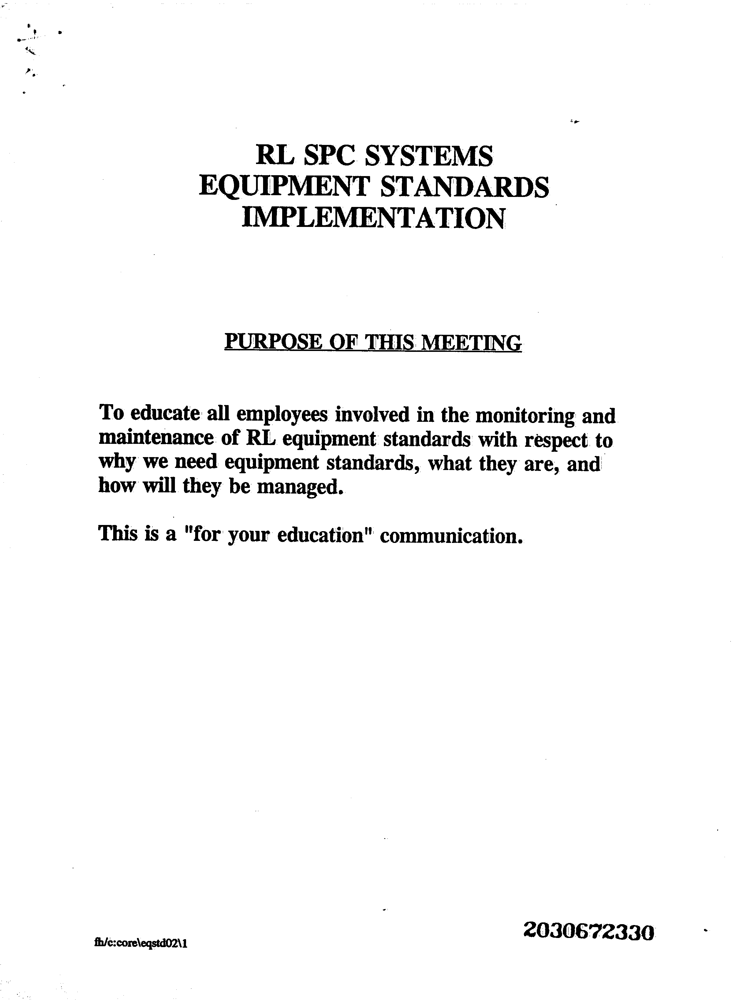 RL SPC SYSTEMS
EQUIPMENT STANDARDS
IMPLEMENTATION
PURPOSE OF THIS MEETING
To educate all employees involved in the monitoring and
maintenance of RL equipment standards with respect to
why we need equipment standards, what they are, and
how will they be managed.
This is a "for your education" communication.
fh/c:core\eqstd02\1
2030672330